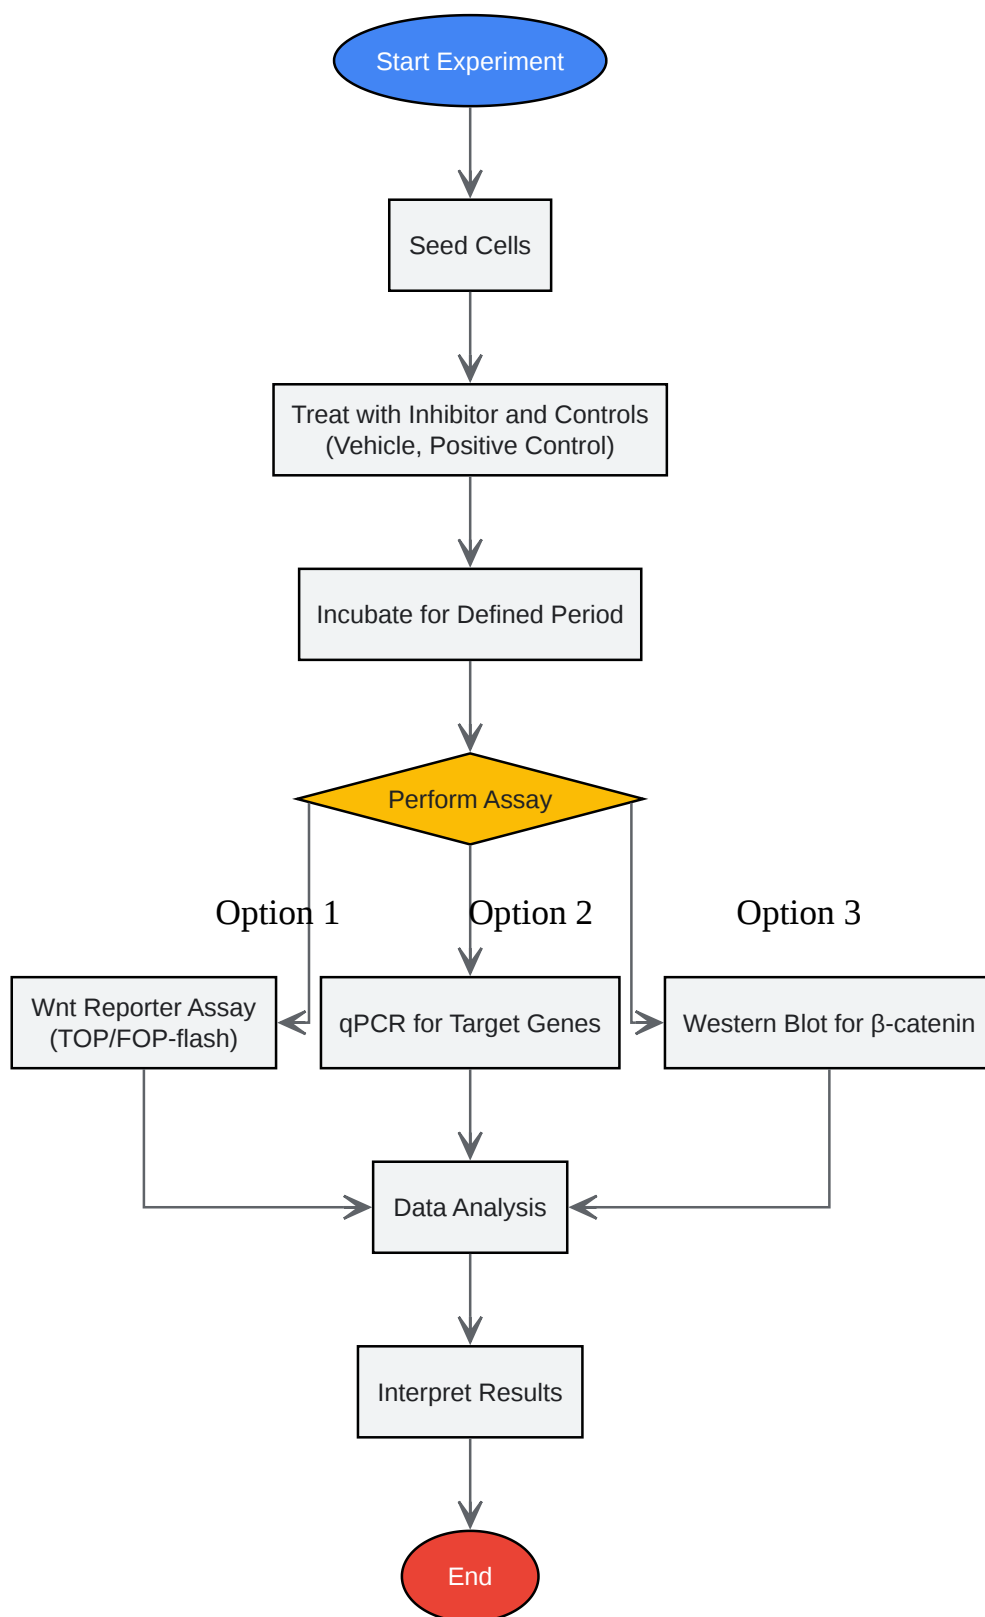 Start Experiment
Seed Cells
Treat with Inhibitor and Controls
(Vehicle, Positive Control)
Incubate for Defined Period
Perform Assay
Option 1
Option 2
Option 3
Wnt Reporter Assay
(TOP/FOP-flash)
qPCR for Target Genes
Western Blot for β-catenin
Data Analysis
Interpret Results
End